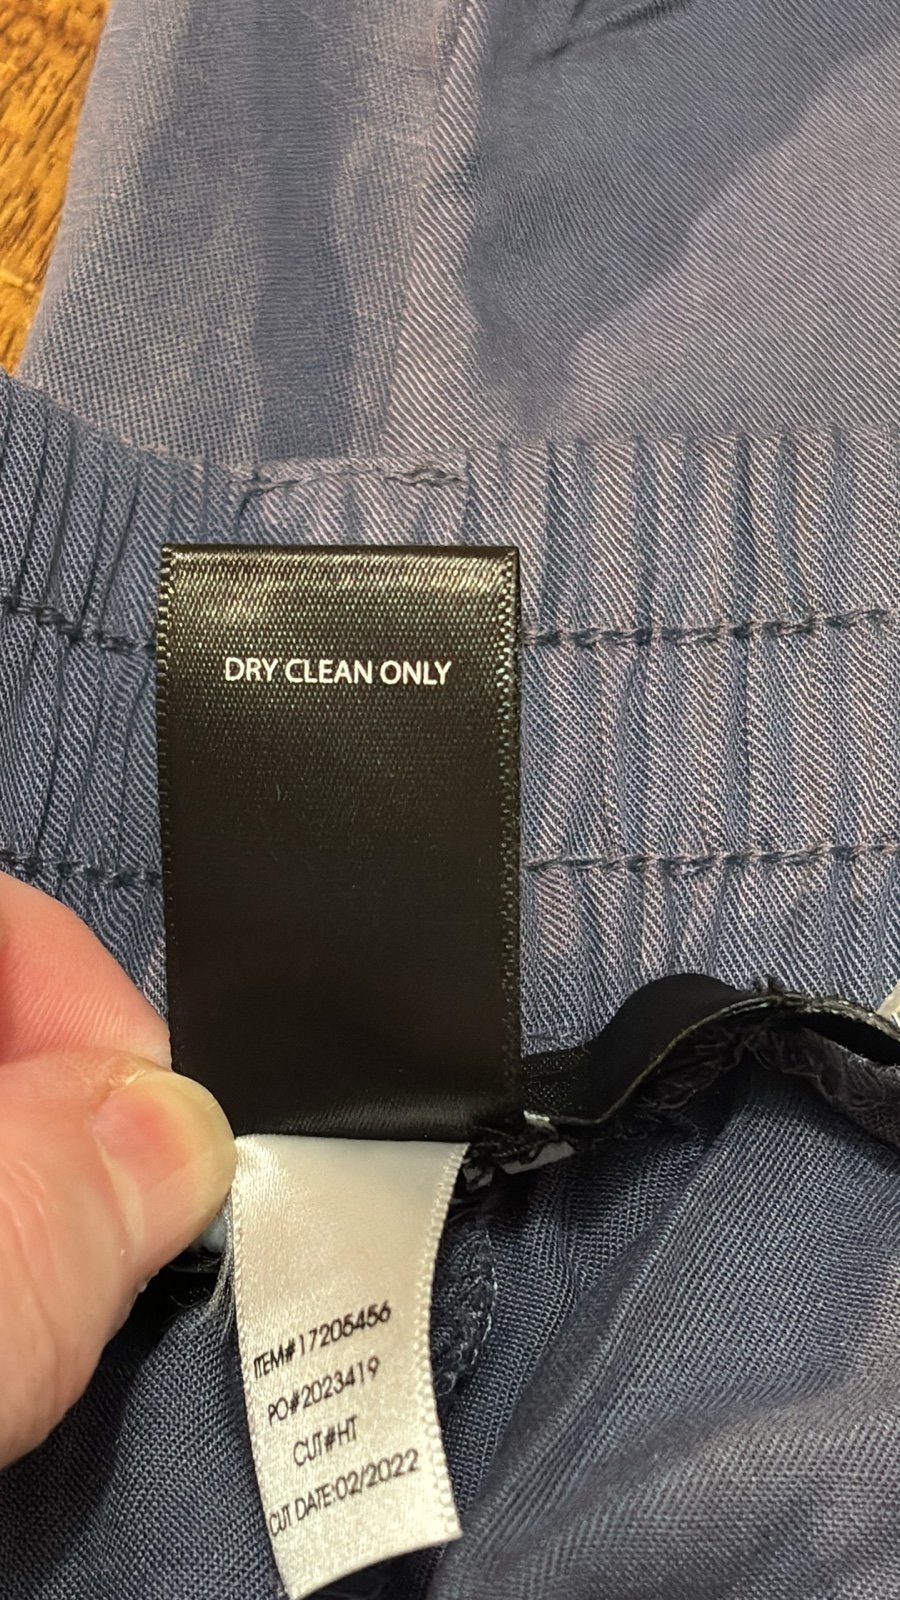 DRY CLEAN ONLY
ITEM#17205456
PO#2023419
CUT#HT
CUT DATE:02/2022